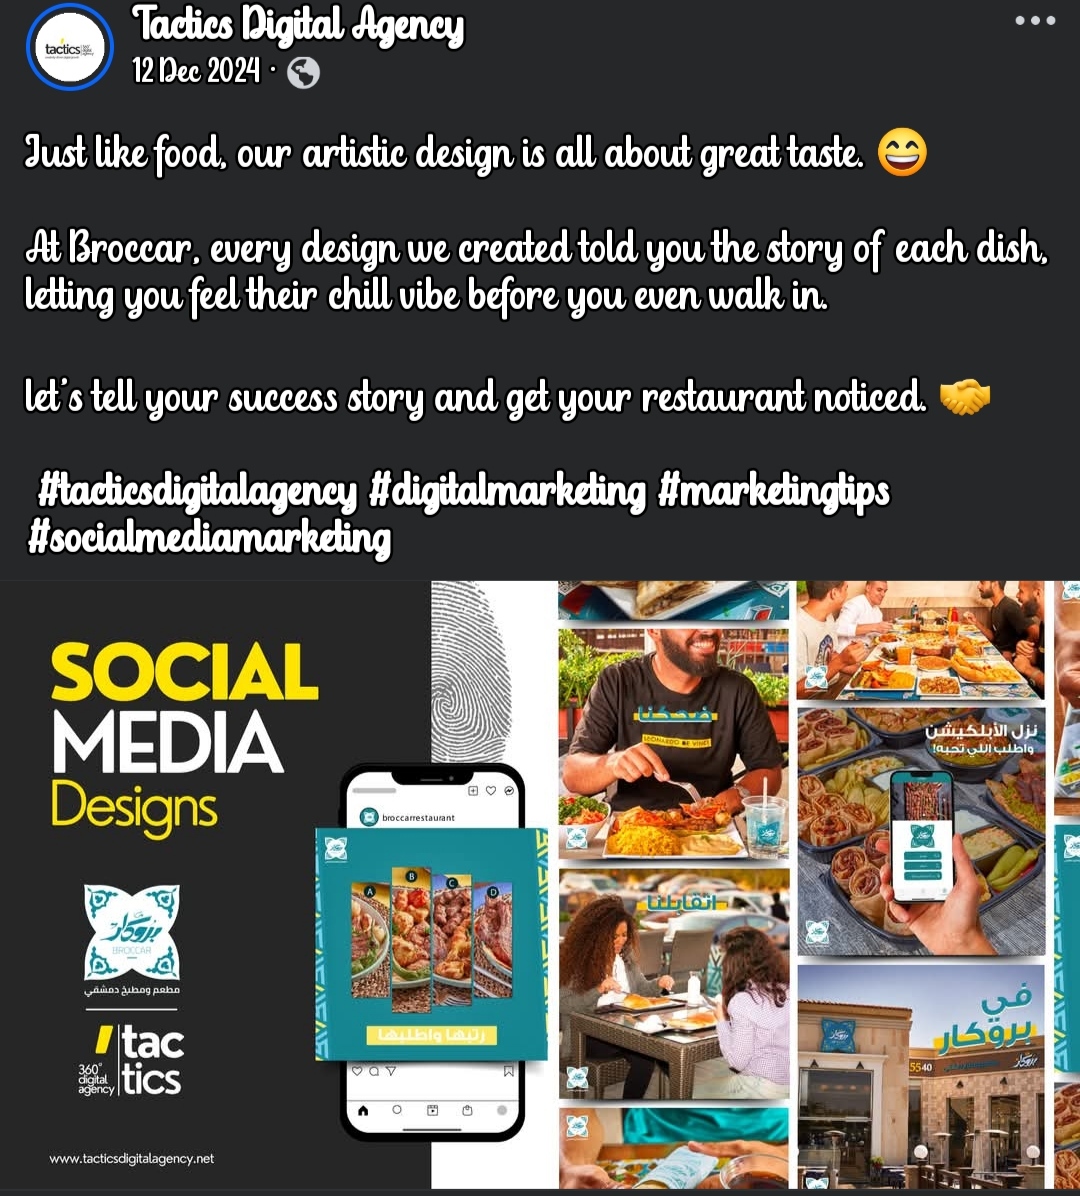 Tactics Digital Agency
12 Dec 2024 ·
Just like food, our artistic design is all about great taste. 😄
At Broccar, every design we created told you the story of each dish,
letting you feel their chill vibe before you even walk in.
let's tell your success story and get your restaurant noticed. 🤝
#tacticsdigitalagency #digitalmarketing #marketingtips
#socialmediamarketing
SOCIAL
MEDIA
Designs
بروكار
BROCCAR
مطعم ومطبخ دمشقي
360°
digital
agency
tac
tics
www.tacticsdigitalagency.net
broccarrestaurant
A
B
C
D
رتبها واطلبها
ضحكنا
اتقابلنا
نزل الأبلكيشن
واطلب اللي تحبه!
في
بروكار
5540